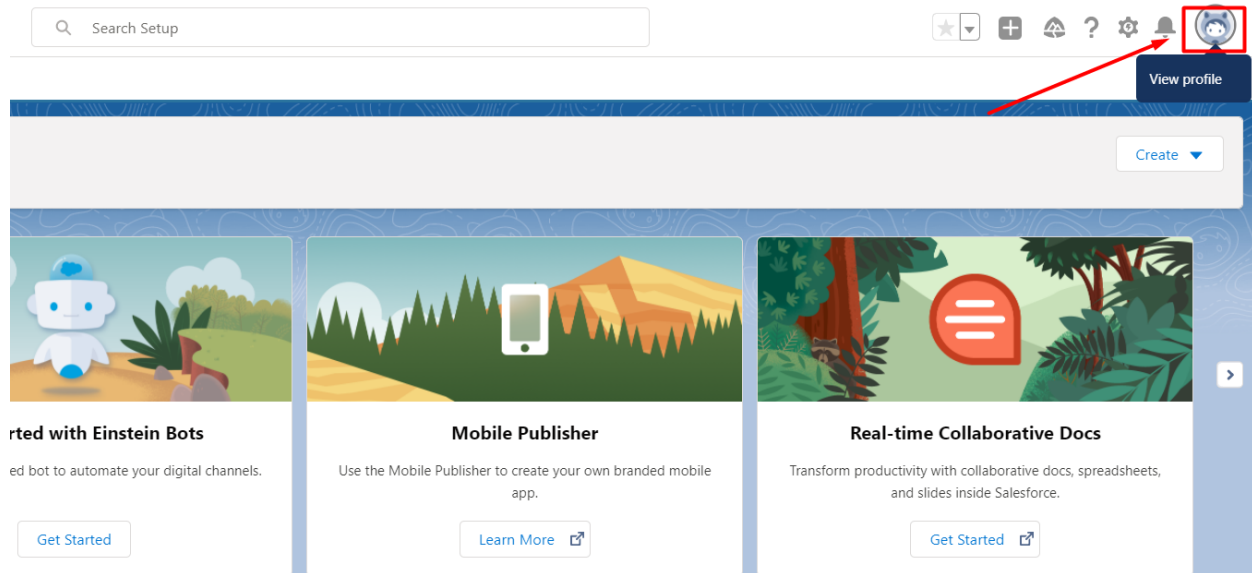 Search Setup
View profile
Create
rted with Einstein Bots
ed bot to automate your digital channels.
Get Started
Mobile Publisher
Use the Mobile Publisher to create your own branded mobile
app.
Learn More
Real-time Collaborative Docs
Transform productivity with collaborative docs, spreadsheets,
and slides inside Salesforce.
Get Started